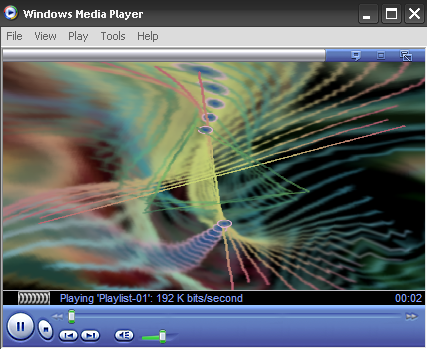 Windows Media Player
File View Play Tools Help
Playing 'Playlist-01': 192 K bits/second 00:02